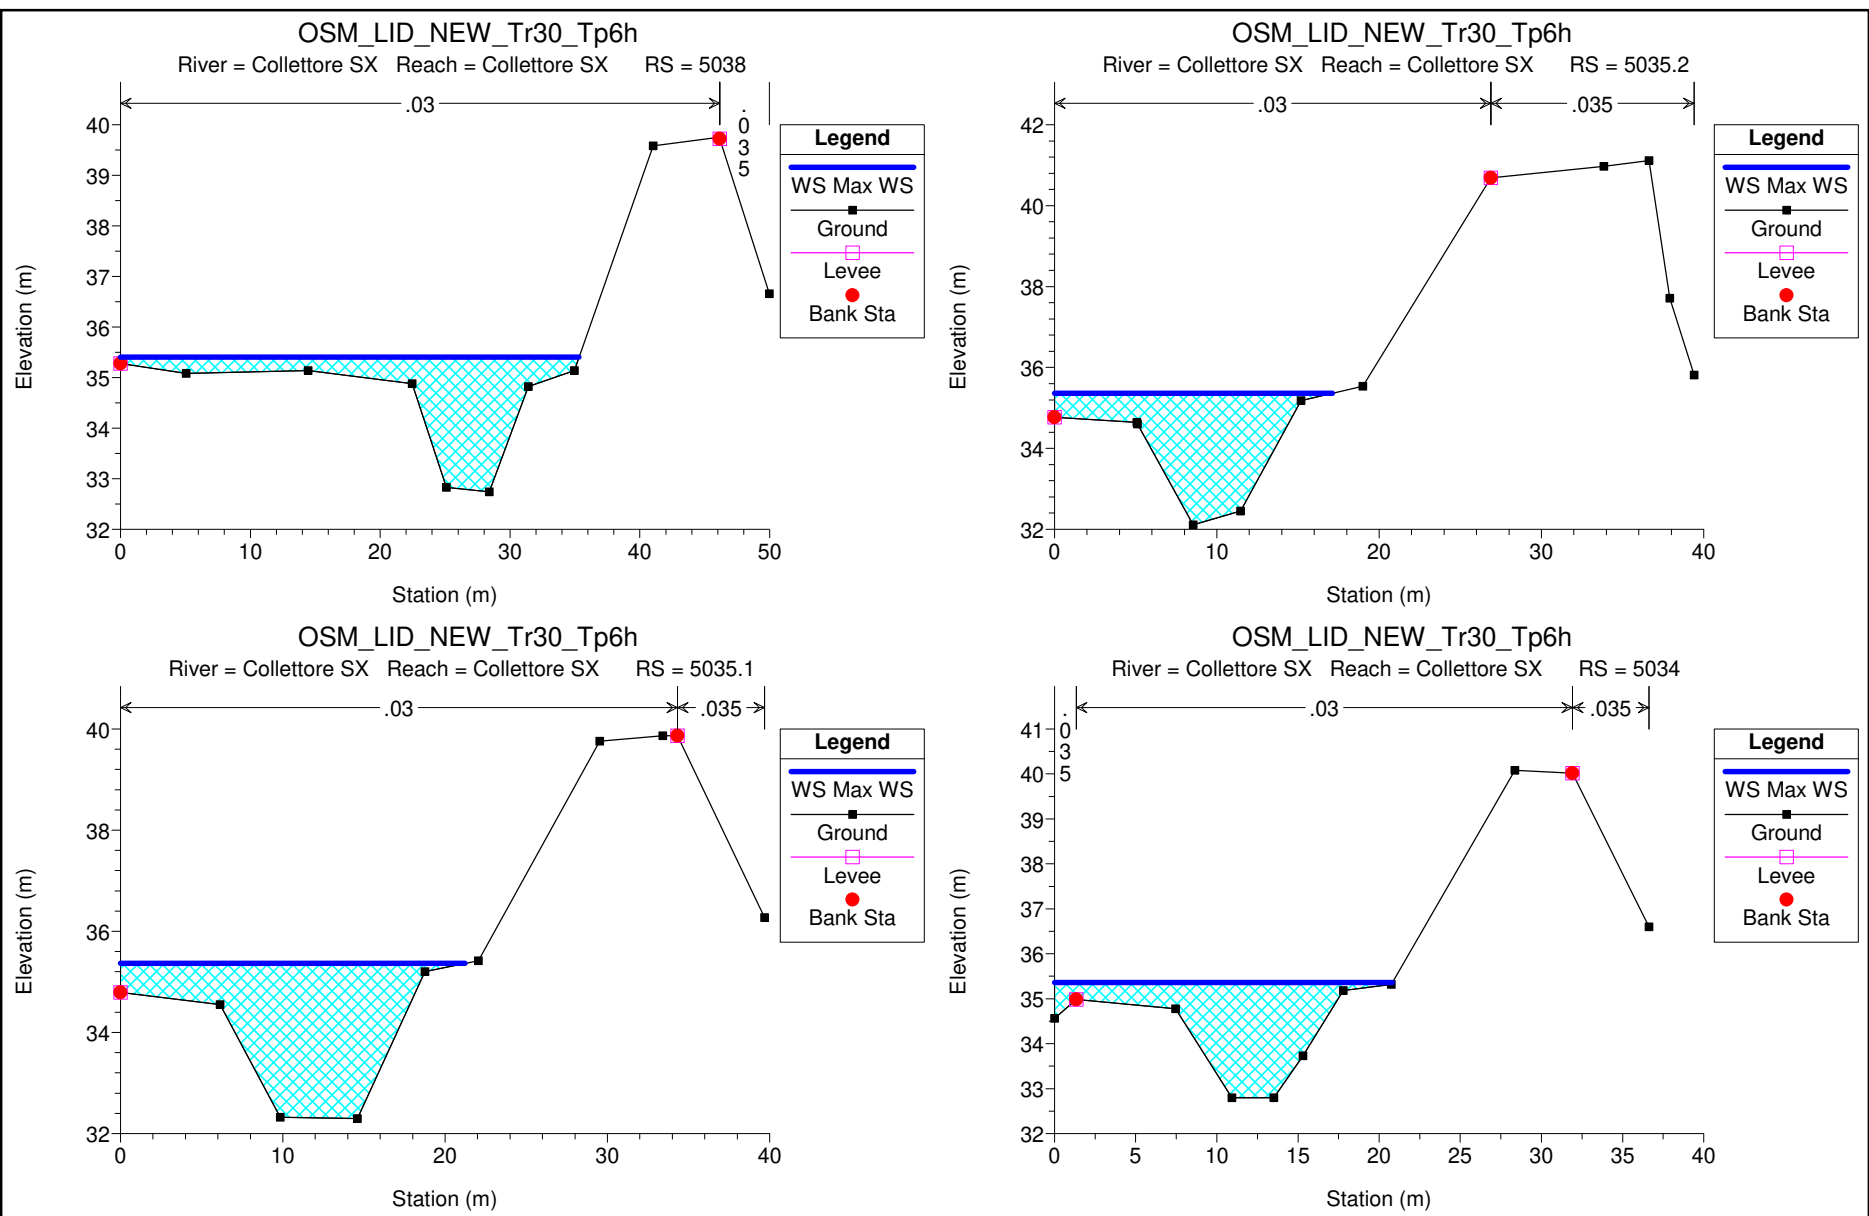 OSM_LID_NEW_Tr30_Tp6h
River = Collettore SX Reach = Collettore SX RS = 5038
.03
.035
40
39
38
37
36
35
34
33
32
Elevation (m)
0 10 20 30 40 50
Station (m)
Legend
WS Max WS
Ground
Levee
Bank Sta
OSM_LID_NEW_Tr30_Tp6h
River = Collettore SX Reach = Collettore SX RS = 5035.2
.03 .035
42
40
38
36
34
32
Elevation (m)
0 10 20 30 40
Station (m)
Legend
WS Max WS
Ground
Levee
Bank Sta
OSM_LID_NEW_Tr30_Tp6h
River = Collettore SX Reach = Collettore SX RS = 5035.1
.03 .035
40
38
36
34
32
Elevation (m)
0 10 20 30 40
Station (m)
Legend
WS Max WS
Ground
Levee
Bank Sta
OSM_LID_NEW_Tr30_Tp6h
River = Collettore SX Reach = Collettore SX RS = 5034
.035
.03 .035
41
40
39
38
37
36
35
34
33
32
Elevation (m)
0 5 10 15 20 25 30 35 40
Station (m)
Legend
WS Max WS
Ground
Levee
Bank Sta